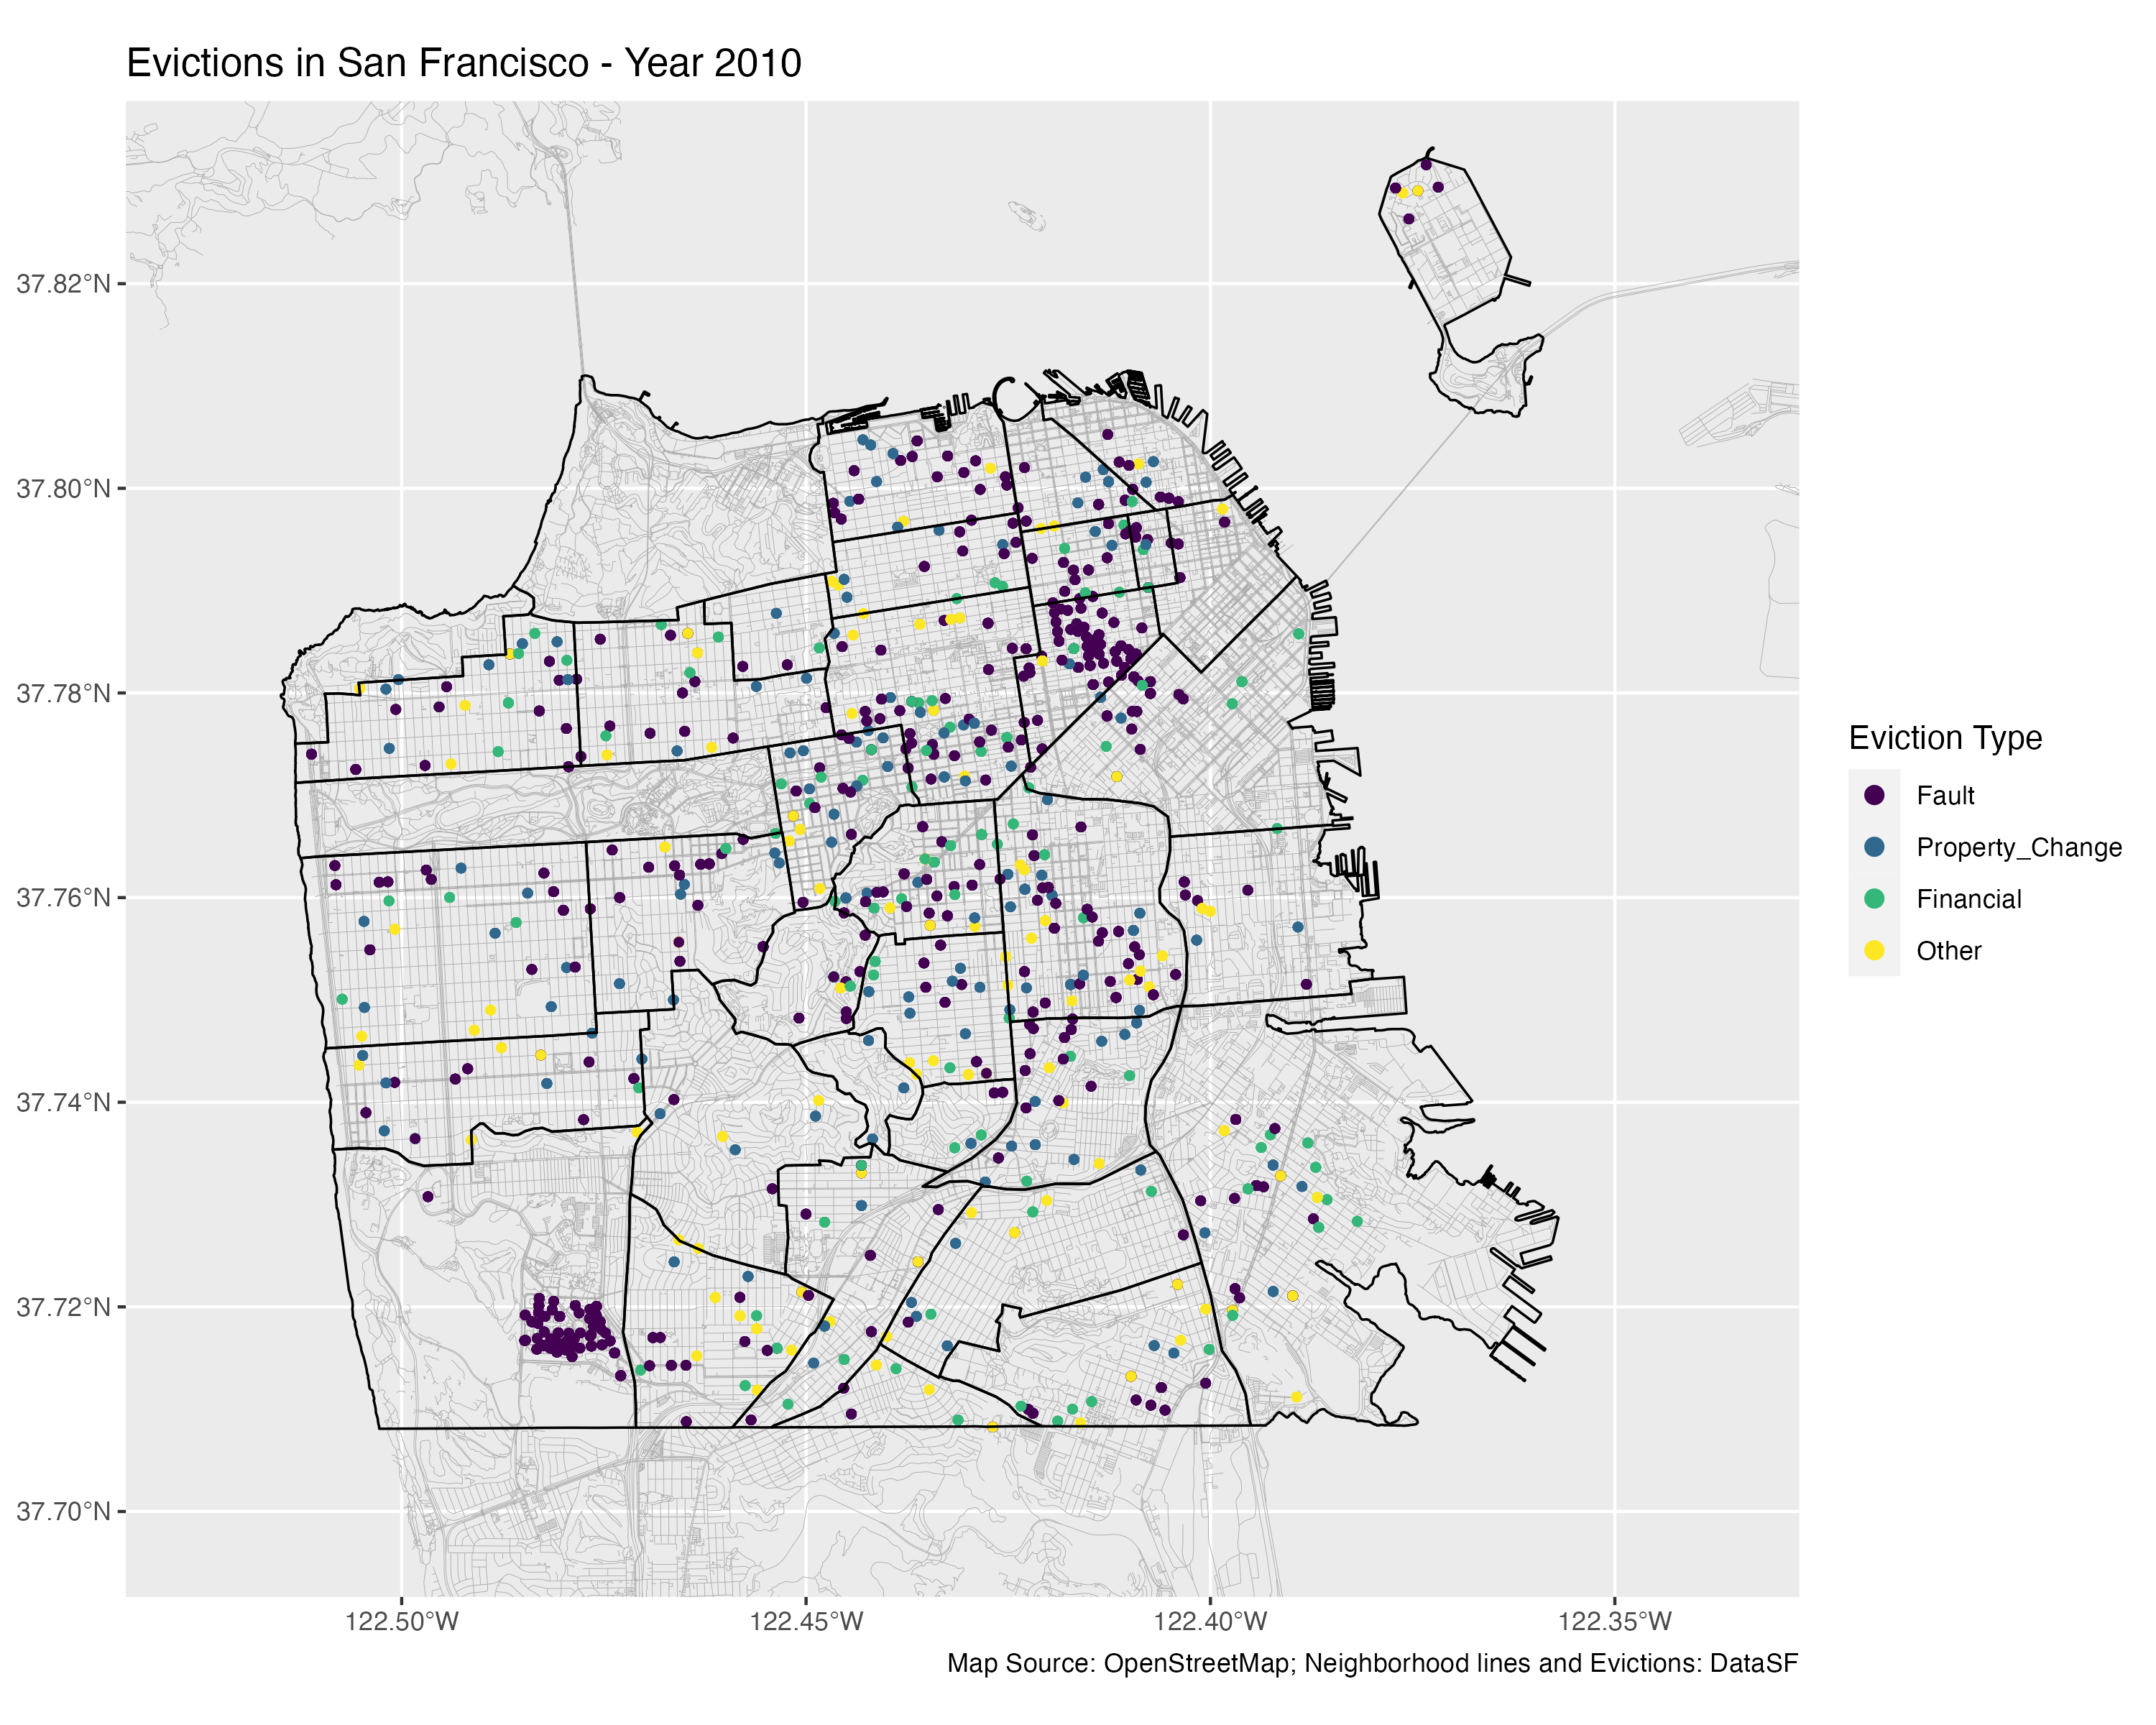 Evictions in San Francisco - Year 2010
37.82°N
37.80°N
37.78°N
37.76°N
37.74°N
37.72°N
37.70°N
122.50°W
122.45°W
122.40°W
122.35°W
Eviction Type
Fault
Property_Change
Financial
Other
Map Source: OpenStreetMap; Neighborhood lines and Evictions: DataSF